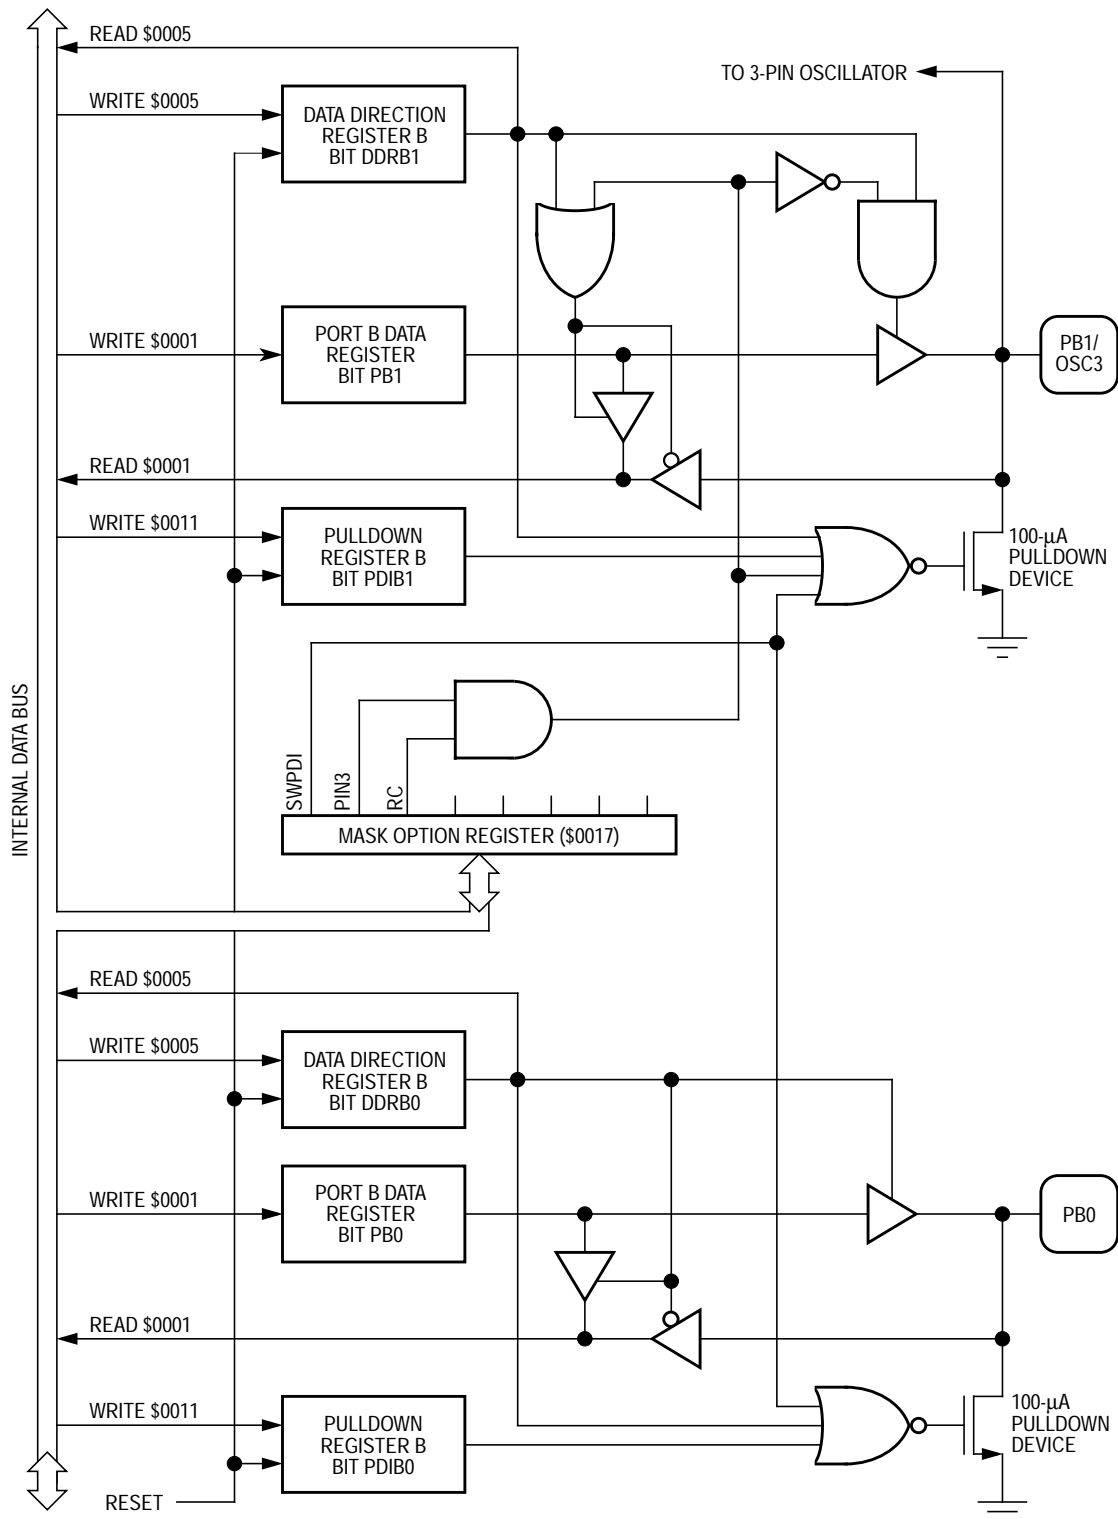 READ $0005
TO 3-PIN OSCILLATOR
WRITE $0005
DATA DIRECTION
REGISTER B
BIT DDRB1
WRITE $0001
PORT B DATA
REGISTER
BIT PB1
PB1/
OSC3
READ $0001
WRITE $0011
PULLDOWN
REGISTER B
BIT PDIB1
100-µA
PULLDOWN
DEVICE
INTERNAL DATA BUS
SWPDI
PIN3
RC
MASK OPTION REGISTER ($0017)
READ $0005
WRITE $0005
DATA DIRECTION
REGISTER B
BIT DDRB0
WRITE $0001
PORT B DATA
REGISTER
BIT PB0
PB0
READ $0001
WRITE $0011
PULLDOWN
REGISTER B
BIT PDIB0
100-µA
PULLDOWN
DEVICE
RESET